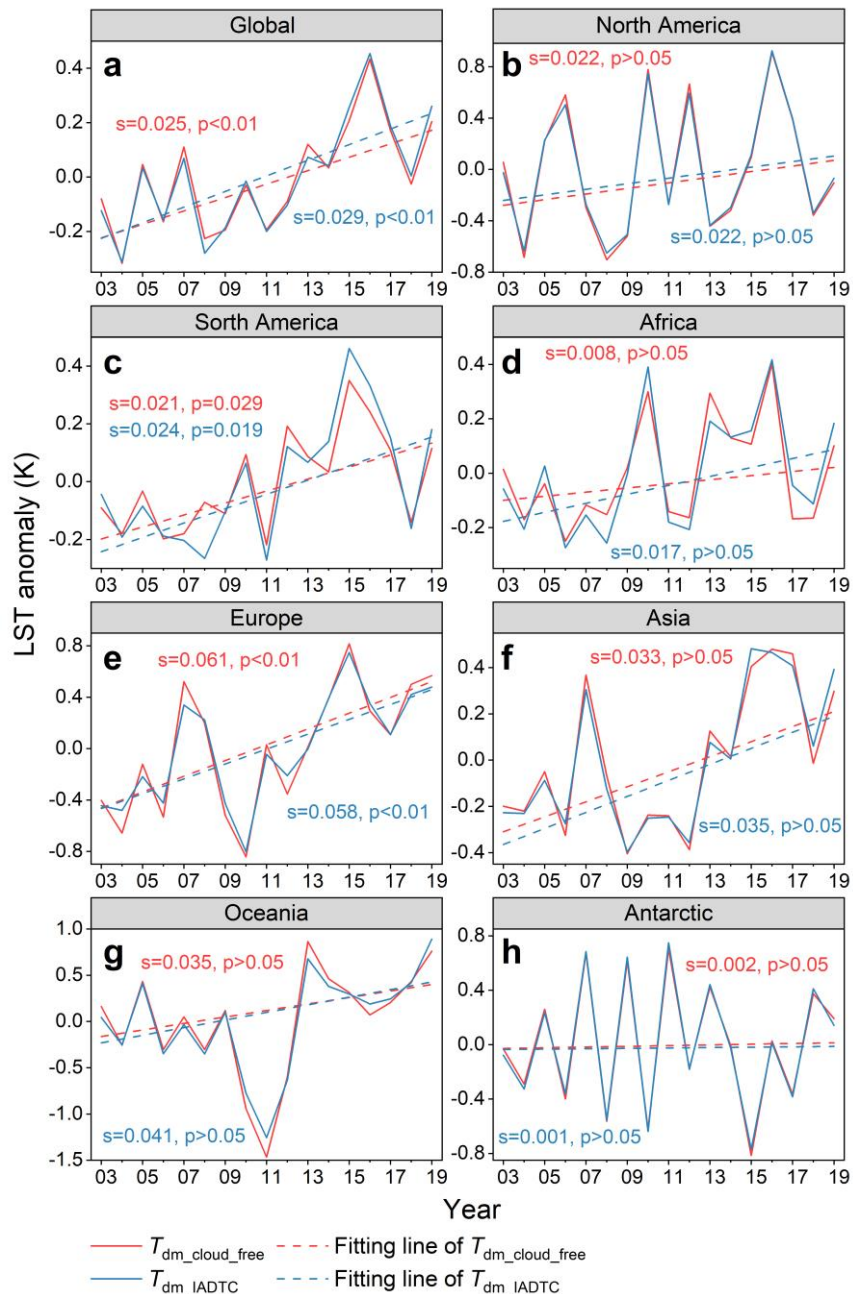 Global
a
s=0.025, p<0.01
s=0.029, p<0.01
0.4
0.2
0.0
-0.2
03 05 07 09 11 13 15 17 19
North America
b
s=0.022, p>0.05
s=0.022, p>0.05
0.8
0.4
0.0
-0.4
-0.8
03 05 07 09 11 13 15 17 19
Sorth America
c
s=0.021, p=0.029
s=0.024, p=0.019
0.4
0.2
0.0
-0.2
03 05 07 09 11 13 15 17 19
Africa
d
s=0.008, p>0.05
s=0.017, p>0.05
0.4
0.2
0.0
-0.2
03 05 07 09 11 13 15 17 19
LST anomaly (K)
Europe
e
s=0.061, p<0.01
s=0.058, p<0.01
0.8
0.4
0.0
-0.4
-0.8
03 05 07 09 11 13 15 17 19
Asia
f
s=0.033, p>0.05
s=0.035, p>0.05
0.4
0.2
0.0
-0.2
-0.4
03 05 07 09 11 13 15 17 19
Oceania
g
s=0.035, p>0.05
s=0.041, p>0.05
1.0
0.5
0.0
-0.5
-1.0
-1.5
03 05 07 09 11 13 15 17 19
Antarctic
h
s=0.002, p>0.05
s=0.001, p>0.05
0.8
0.4
0.0
-0.4
-0.8
03 05 07 09 11 13 15 17 19
Year
T dm_cloud_free
Fitting line of T dm_cloud_free
T dm_IADTC
Fitting line of T dm_IADTC